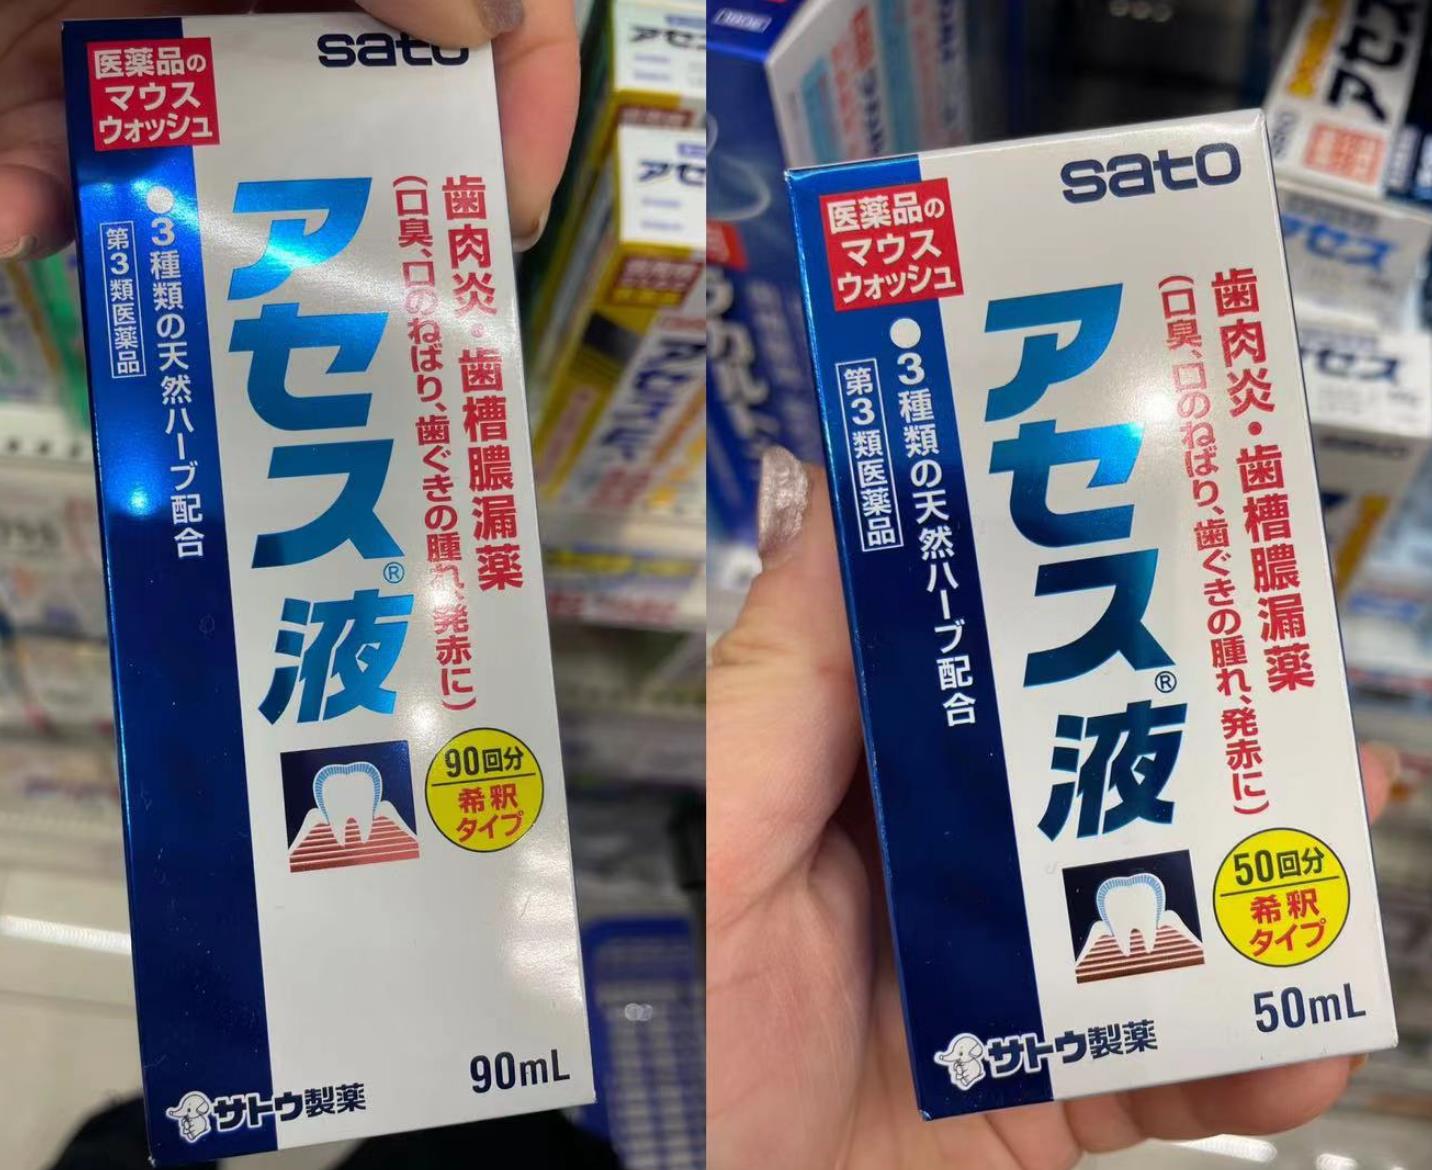 sato
医薬品の
マウス
ウォッシュ
歯肉炎・歯槽膿漏薬
(口臭、口のねばり、歯ぐきの腫れ、発赤に)
アセス®液
●3種類の天然ハーブ配合
第3類医薬品
90回分
希釈
タイプ
90mL
サトウ製薬
sato
医薬品の
マウス
ウォッシュ
歯肉炎・歯槽膿漏薬
(口臭、口のねばり、歯ぐきの腫れ、発赤に)
アセス®液
●3種類の天然ハーブ配合
第3類医薬品
50回分
希釈
タイプ
50mL
サトウ製薬
アセス
アセス